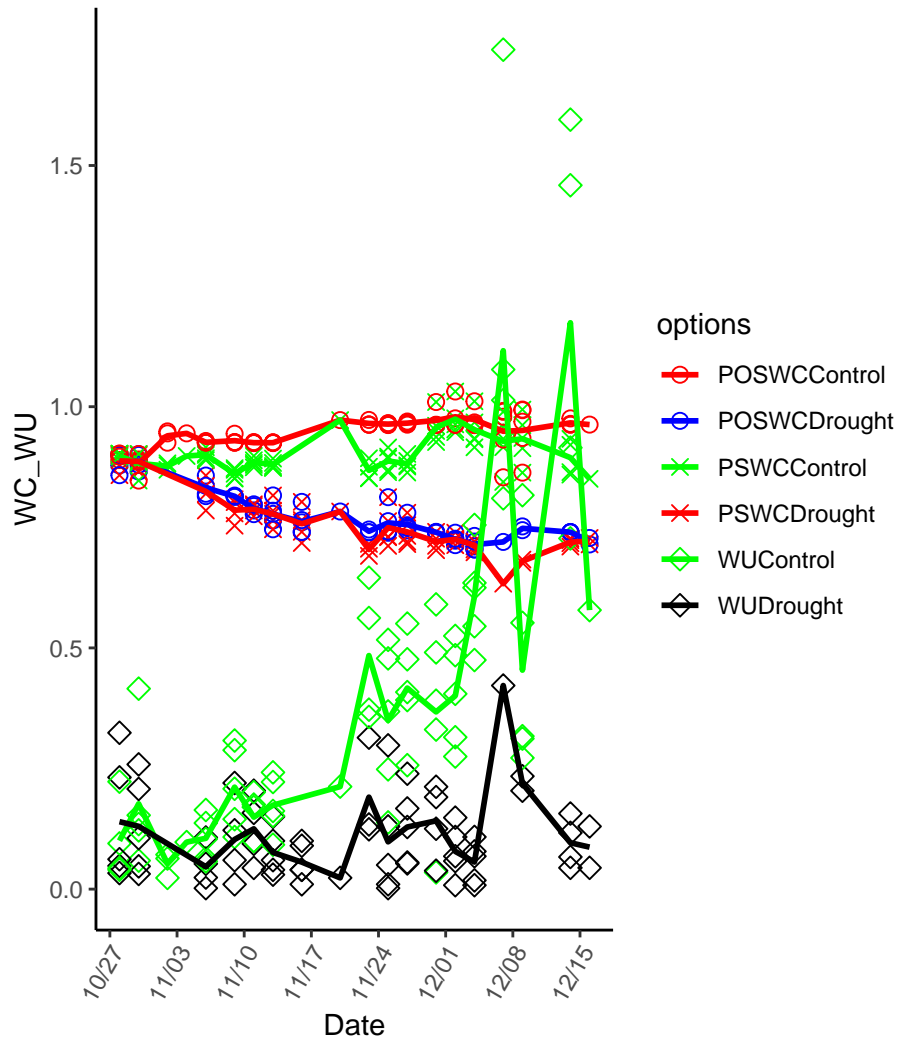 WC_WU
1.5
1.0
0.5
0.0
10/27
11/03
11/10
11/17
11/24
12/01
12/08
12/15
Date
options
POSWCControl
POSWCDrought
PSWCControl
PSWCDrought
WUControl
WUDrought